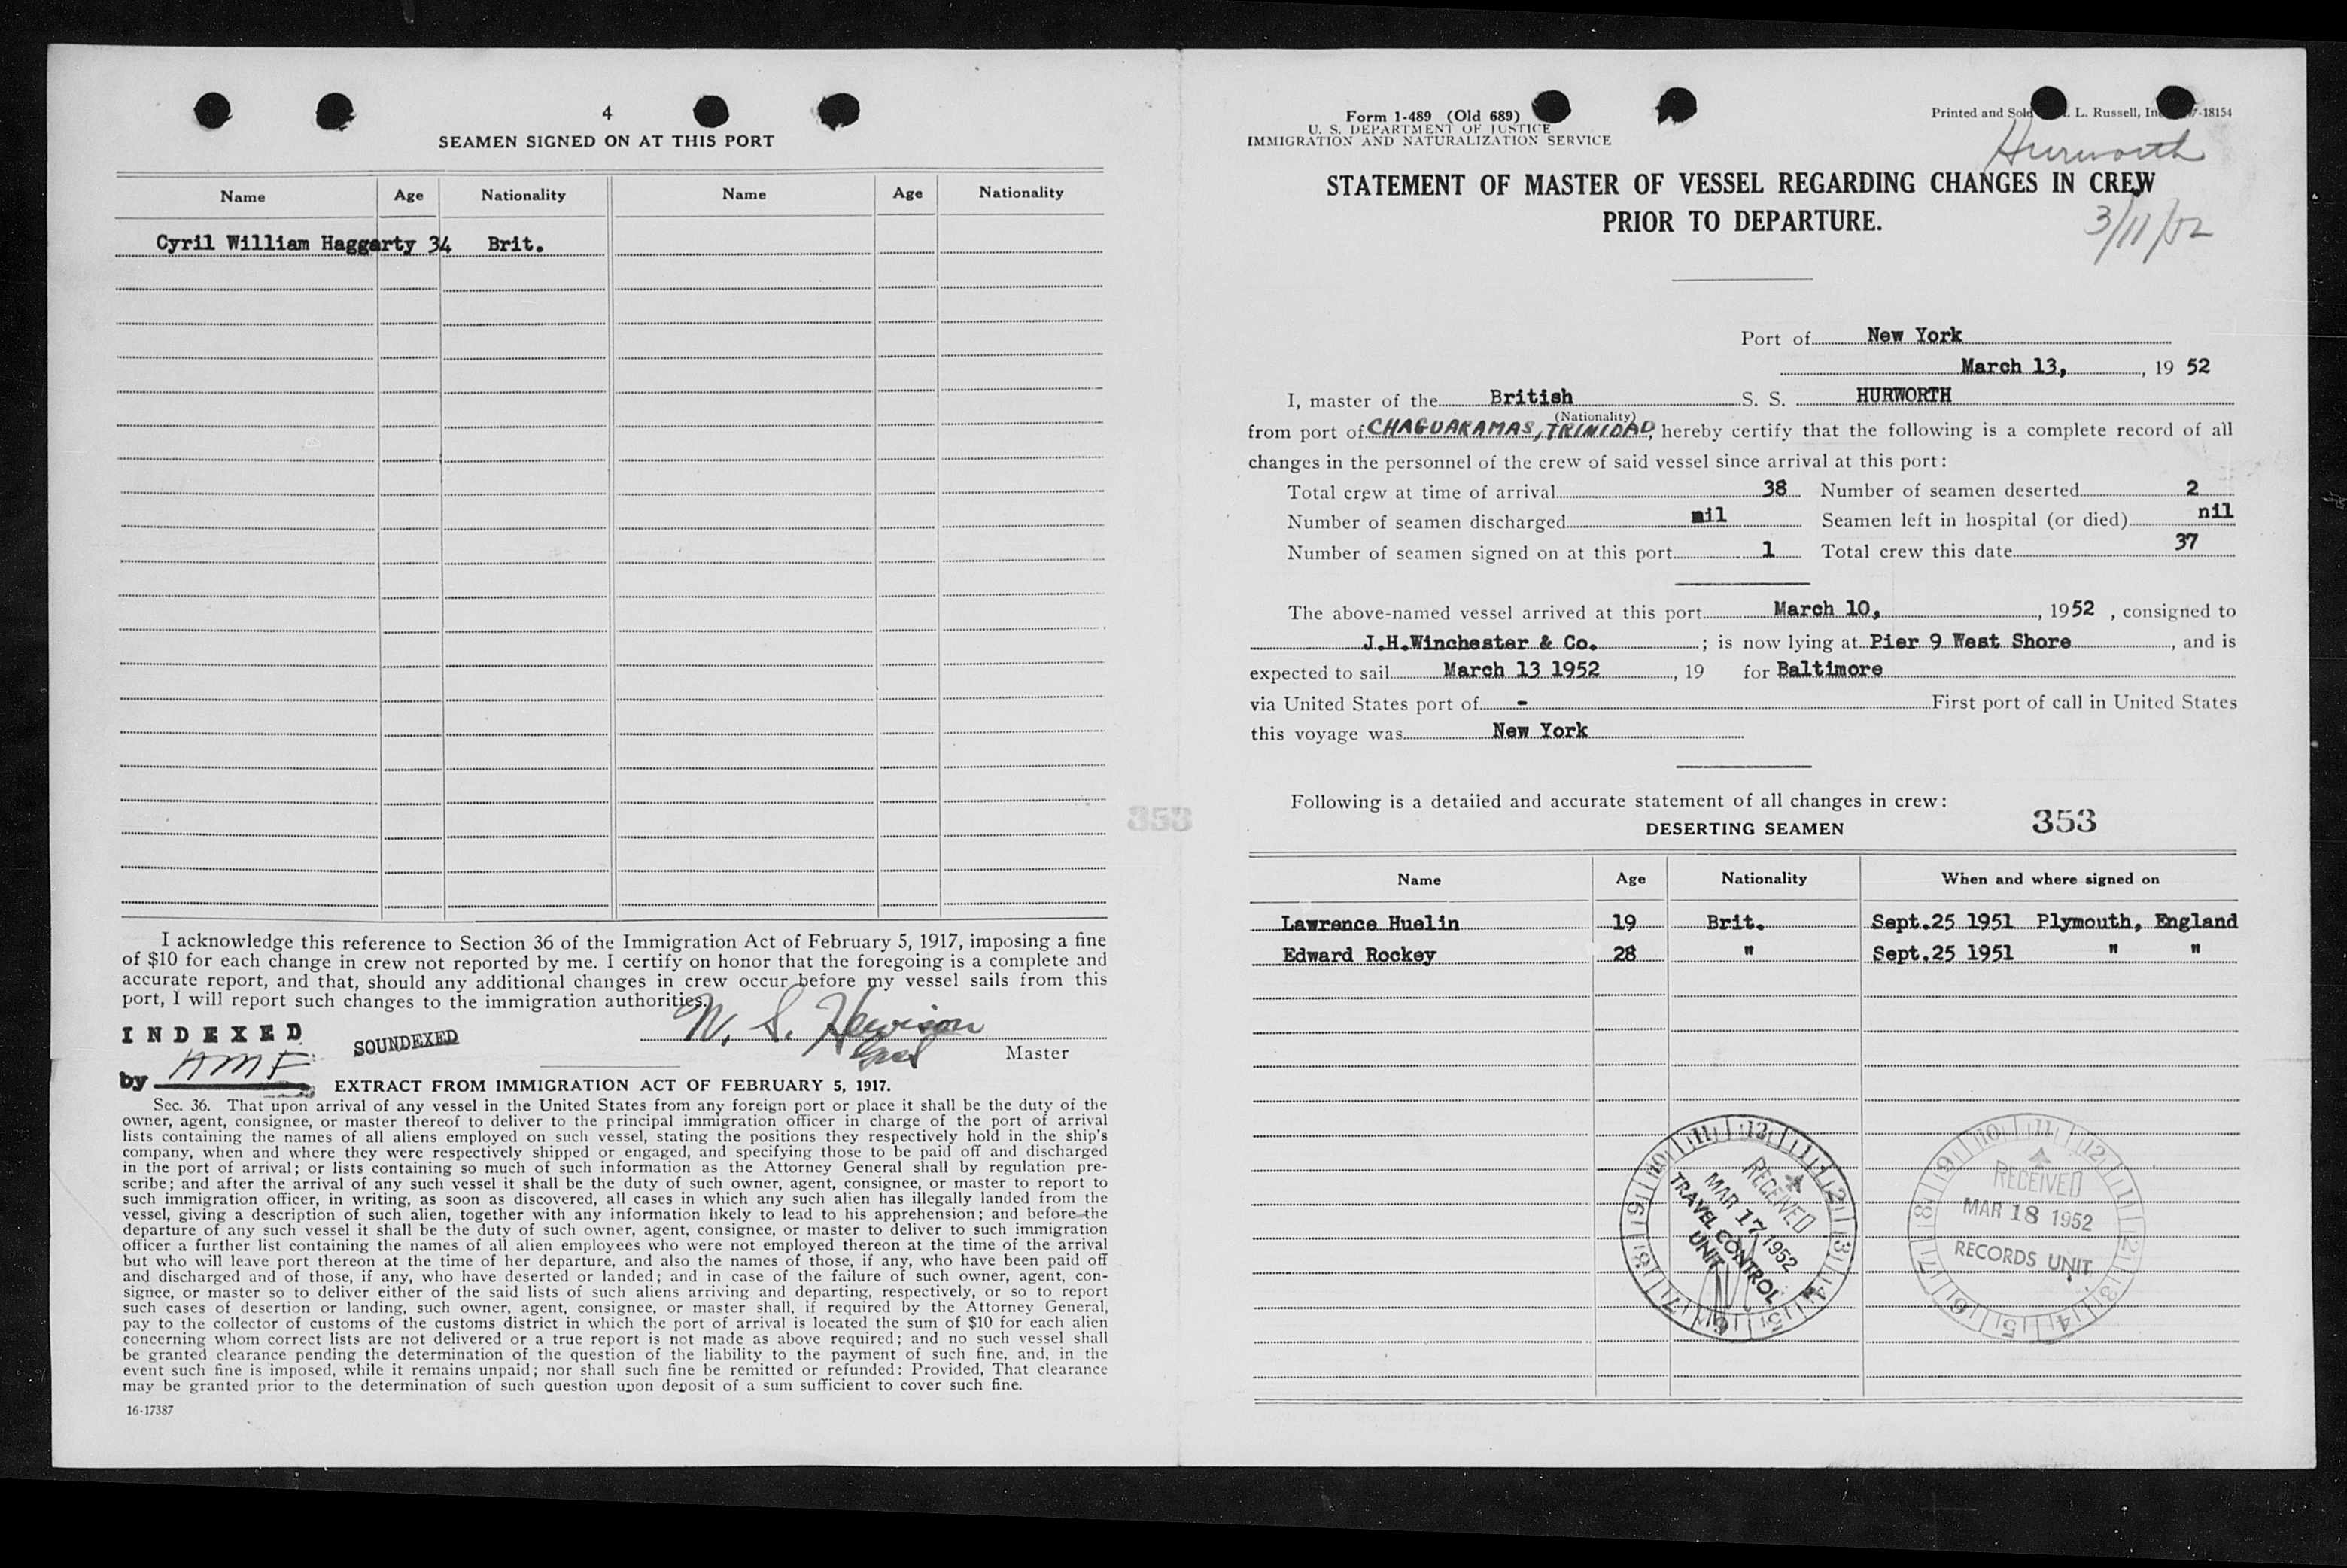 4
SEAMEN SIGNED ON AT THIS PORT
Name Age Nationality Name Age Nationality
Cyril William Haggarty 34 Brit.
I acknowledge this reference to Section 36 of the Immigration Act of February 5, 1917, imposing a fine
of $10 for each change in crew not reported by me. I certify on honor that the foregoing is a complete and
accurate report, and that, should any additional changes in crew occur before my vessel sails from this
port, I will report such changes to the immigration authorities.
INDEXED
SOUNDEXED
W. S. Hewison
Master
by AMF
EXTRACT FROM IMMIGRATION ACT OF FEBRUARY 5, 1917.
Sec. 36. That upon arrival of any vessel in the United States from any foreign port or place it shall be the duty of the
owner, agent, consignee, or master thereof to deliver to the principal immigration officer in charge of the port of arrival
lists containing the names of all aliens employed on such vessel, stating the positions they respectively hold in the ship's
company, when and where they were respectively shipped or engaged, and specifying those to be paid off and discharged
in the port of arrival; or lists containing so much of such information as the Attorney General shall by regulation pre-
scribe; and after the arrival of any such vessel it shall be the duty of such owner, agent, consignee, or master to report to
such immigration officer, in writing, as soon as discovered, all cases in which any such alien has illegally landed from the
vessel, giving a description of such alien, together with any information likely to lead to his apprehension; and before the
departure of any such vessel it shall be the duty of such owner, agent, consignee, or master to deliver to such immigration
officer a further list containing the names of all alien employees who were not employed thereon at the time of the arrival
but who will leave port thereon at the time of her departure, and also the names of those, if any, who have been paid off
and discharged and of those, if any, who have deserted or landed; and in case of the failure of such owner, agent, con-
signee, or master so to deliver either of the said lists of such aliens arriving and departing, respectively, or so to report
such cases of desertion or landing, such owner, agent, consignee, or master shall, if required by the Attorney General,
pay to the collector of customs of the customs district in which the port of arrival is located the sum of $10 for each alien
concerning whom correct lists are not delivered or a true report is not made as above required; and no such vessel shall
be granted clearance pending the determination of the question of the liability to the payment of such fine, and, in the
event such fine is imposed, while it remains unpaid; nor shall such fine be remitted or refunded: Provided, That clearance
may be granted prior to the determination of such question upon deposit of a sum sufficient to cover such fine.
16-17387
353
Form 1-489 (Old 689)
U. S. DEPARTMENT OF JUSTICE
IMMIGRATION AND NATURALIZATION SERVICE
Printed and Sold L. Russell, 7-18154
Hurworth
STATEMENT OF MASTER OF VESSEL REGARDING CHANGES IN CREW
PRIOR TO DEPARTURE.
3/11/52
Port of New York
March 13, , 19 52
I, master of the British S. S. HURWORTH
(Nationality)
from port of CHAGUARAMAS, TRINIDAD, hereby certify that the following is a complete record of all
changes in the personnel of the crew of said vessel since arrival at this port:
Total crew at time of arrival 38 Number of seamen deserted 2
Number of seamen discharged nil Seamen left in hospital (or died) nil
Number of seamen signed on at this port 1 Total crew this date 37
The above-named vessel arrived at this port March 10, , 1952 , consigned to
J.H.Winchester & Co. ; is now lying at Pier 9 West Shore , and is
expected to sail March 13 1952 , 19 for Baltimore
via United States port of - First port of call in United States
this voyage was New York
Following is a detailed and accurate statement of all changes in crew:
353
DESERTING SEAMEN
Name Age Nationality When and where signed on
Lawrence Huelin 19 Brit. Sept.25 1951 Plymouth, England
Edward Rockey 28 " Sept.25 1951 " "
RECEIVED
MAR 17 1952
TRAVEL CONTROL
UNIT
12 1 2 3 4 5 6 7 8 9 10 11
RECEIVED
MAR 18 1952
RECORDS UNIT
12 1 2 3 4 5 6 7 8 9 10 11